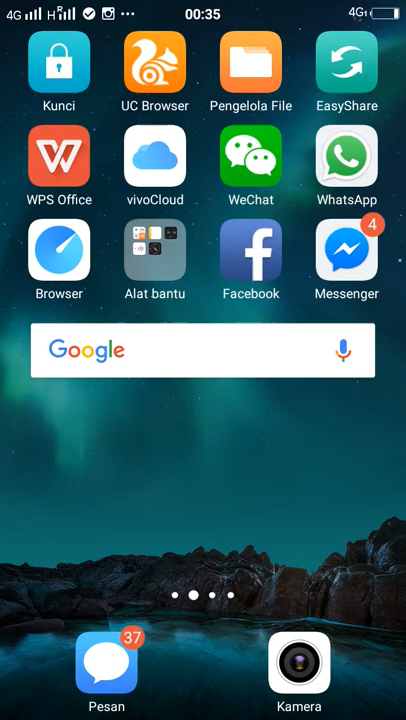 4G H R 00:35 4G1
Kunci UC Browser Pengelola File EasyShare
WPS Office vivoCloud WeChat WhatsApp
4
Browser Alat bantu Facebook Messenger
Google
37
Pesan Kamera